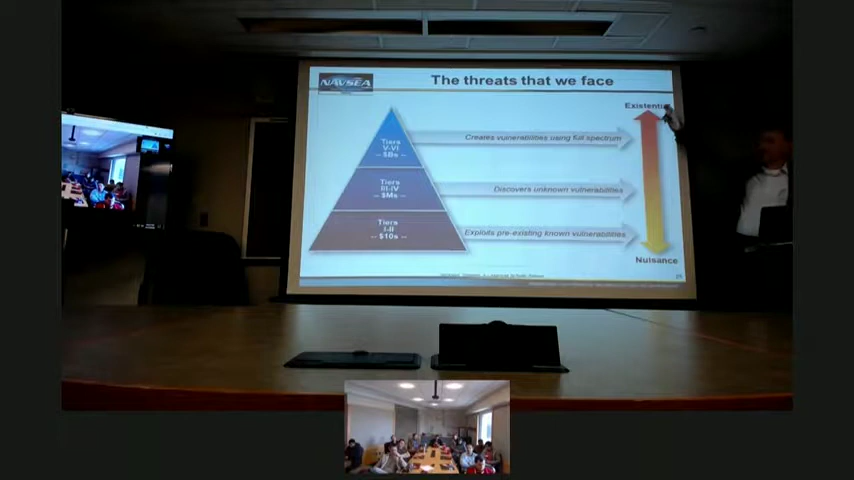 NAVSEA
The threats that we face
Existential
Tiers
V-VI
-- $Bs --
Creates vulnerabilities using full spectrum
Tiers
III-IV
-- $Ms --
Discovers unknown vulnerabilities
Tiers
I-II
-- $10s --
Exploits pre-existing known vulnerabilities
Nuisance